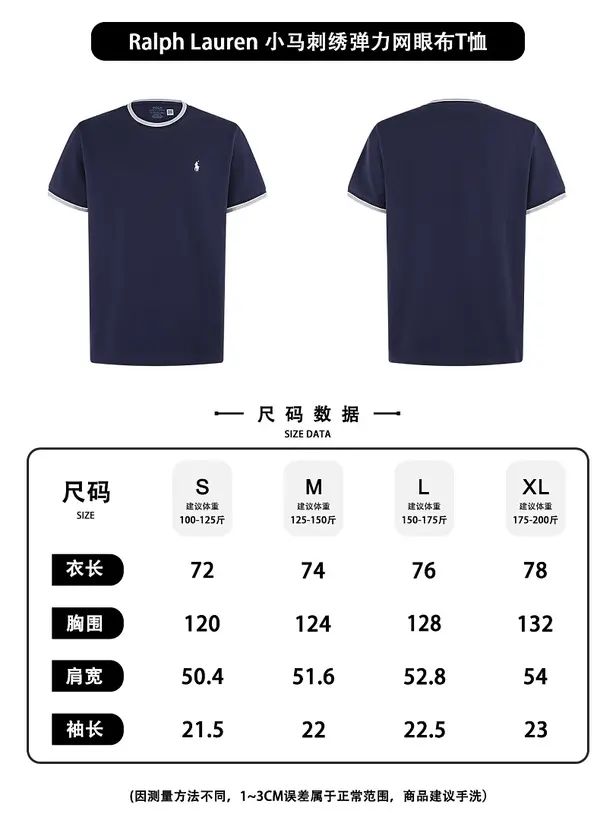 Ralph Lauren 小马刺绣弹力网眼布T恤
POLO
尺码数据
SIZE DATA
尺码 S M L XL
SIZE 建议体重 建议体重 建议体重 建议体重
100-125斤 125-150斤 150-175斤 175-200斤
衣长 72 74 76 78
胸围 120 124 128 132
肩宽 50.4 51.6 52.8 54
袖长 21.5 22 22.5 23
(因测量方法不同，1~3CM误差属于正常范围，商品建议手洗)